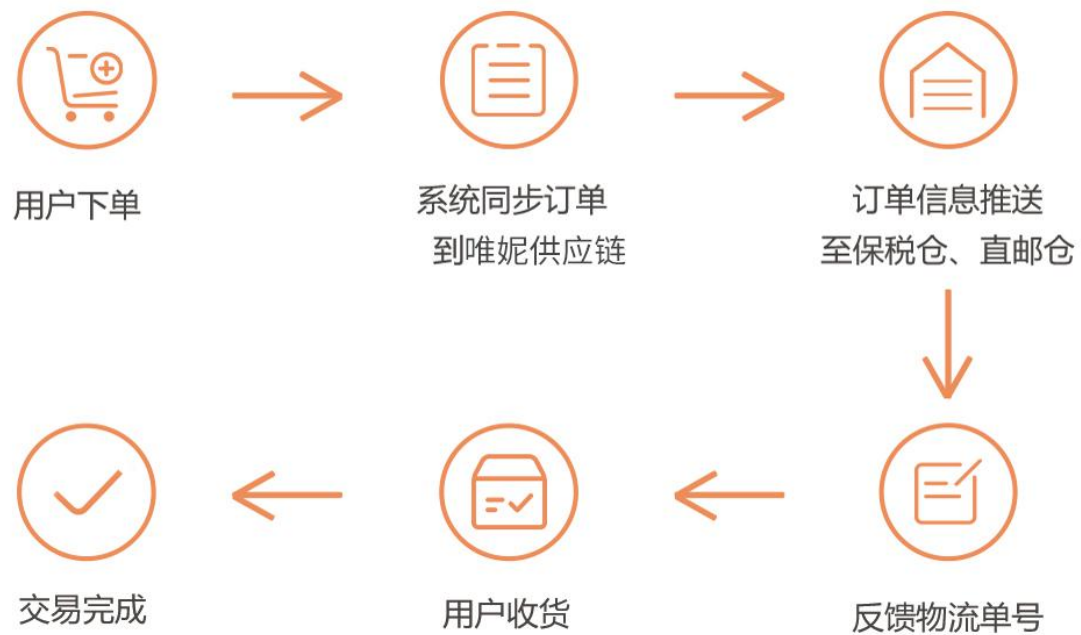 用户下单
系统同步订单
到唯妮供应链
订单信息推送
至保税仓、直邮仓
反馈物流单号
用户收货
交易完成